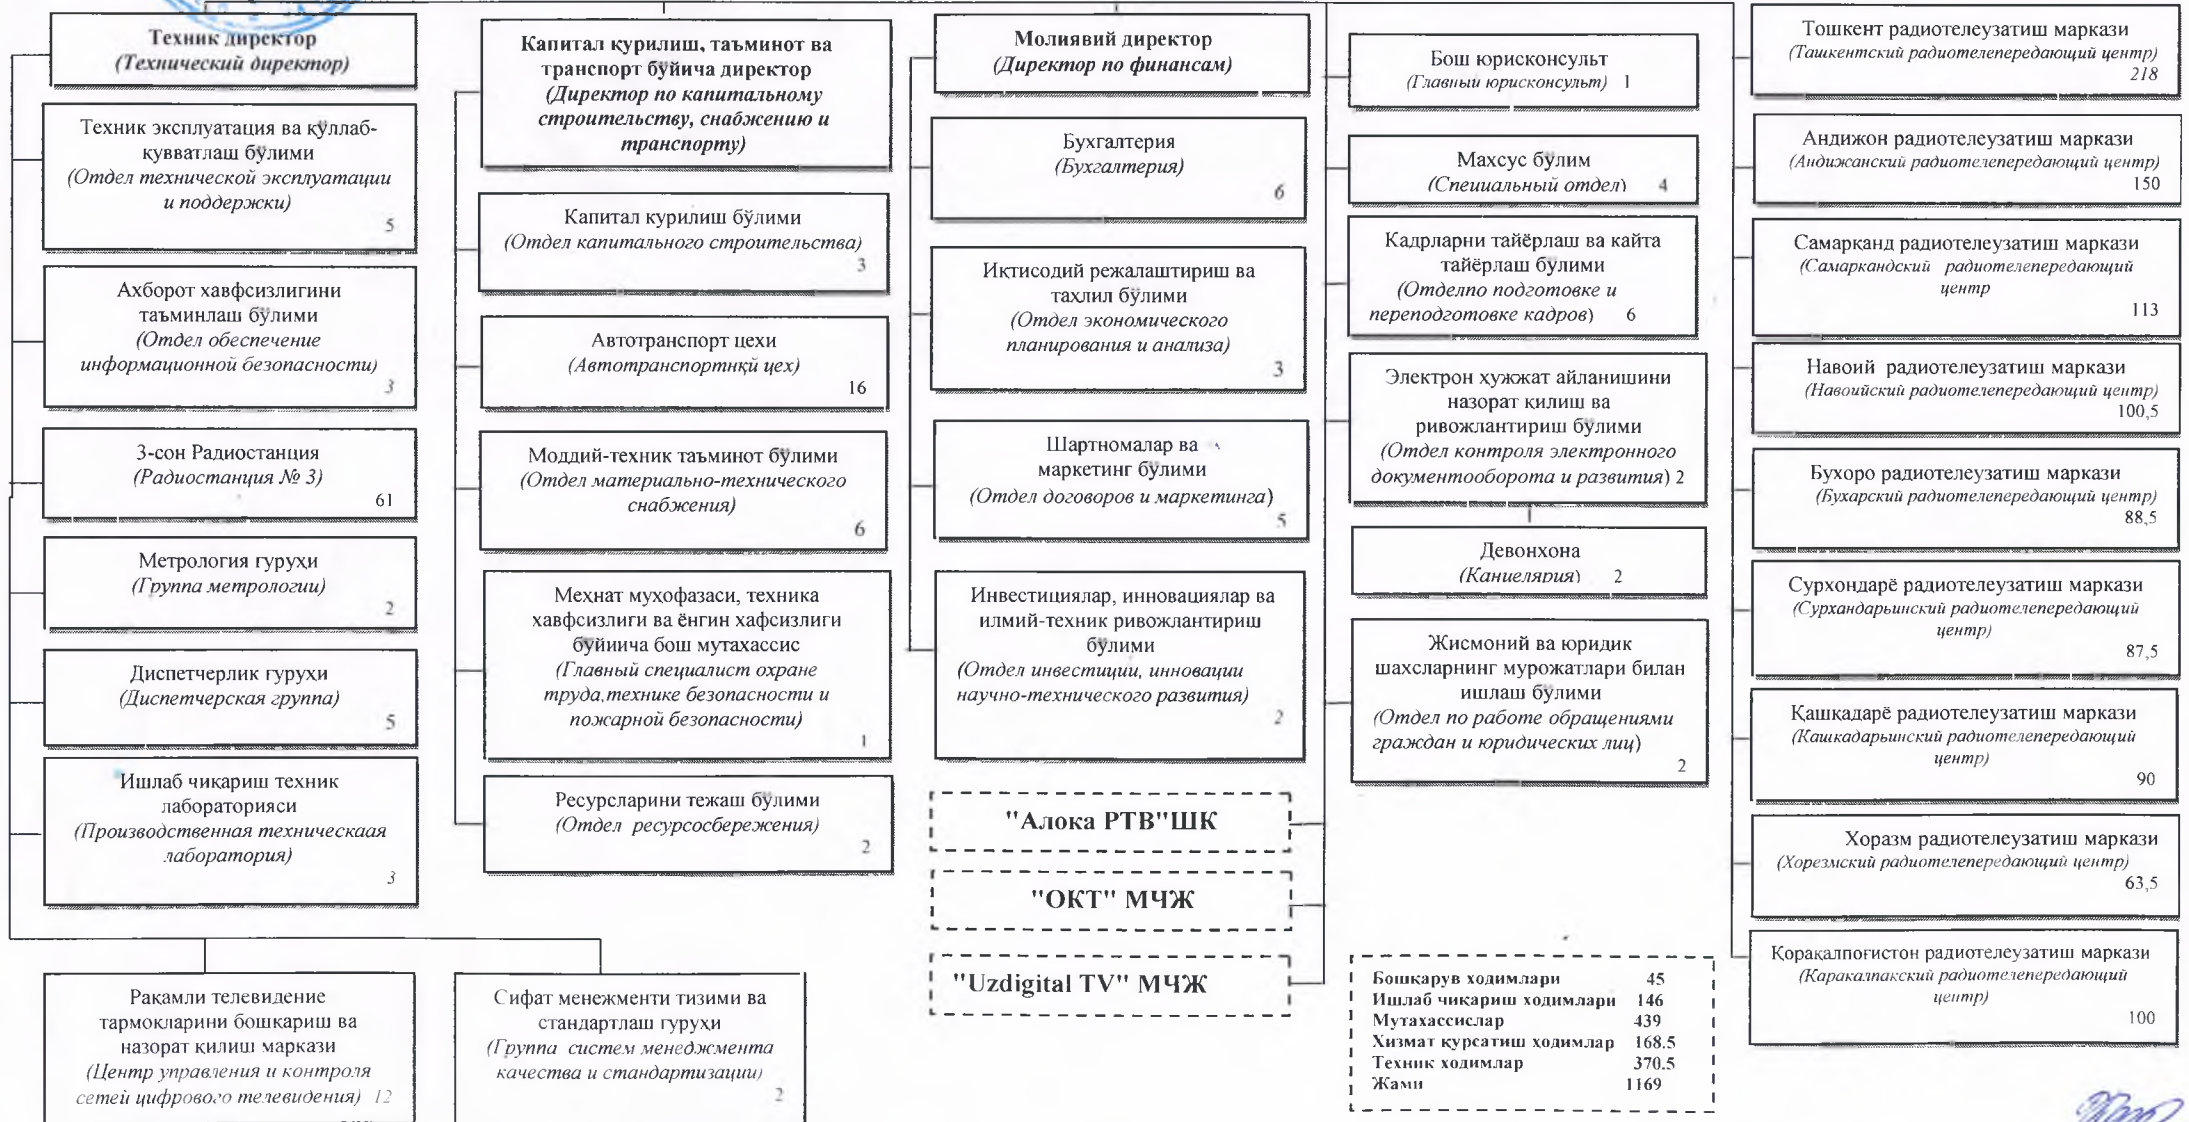 Техник директор
(Технический директор)
Техник эксплуатация ва қўллаб-
қувватлаш бўлими
(Отдел технической эксплуатации
и поддержки)
5
Ахборот хавфсизлигини
таъминлаш бўлими
(Отдел обеспечение
информационной безопасности)
3
3-сон Радиостанция
(Радиостанция № 3)
61
Метрология гуруҳи
(Группа метрологии)
2
Диспетчерлик гуруҳи
(Диспетчерская группа)
5
Ишлаб чиқариш техник
лабораторияси
(Производственная техническаая
лаборатория)
3
Рақамли телевидение
тармоқларини бошқариш ва
назорат қилиш маркази
(Центр управления и контроля
сетей цифрового телевидения) 12
Капитал қурилиш, таъминот ва
транспорт бўйича директор
(Директор по капитальному
строительству, снабжению и
транспорту)
Капитал қурилиш бўлими
(Отдел капитального строительства)
3
Автотранспорт цехи
(Автотранспортнқй цех)
16
Моддий-техник таъминот бўлими
(Отдел материально-технического
снабжения)
6
Меҳнат муҳофазаси, техника
хавфсизлиги ва ёнгин хафсизлиги
буйиича бош мутахассис
(Главный специалист охране
труда,технике безопасности и
пожарной безопасности)
1
Ресурсларини тежаш бўлими
(Отдел ресурсосбережения)
2
Сифат менежменти тизими ва
стандартлаш гуруҳи
(Группа систем менеджмента
качества и стандартизации)
2
Молиявий директор
(Директор по финансам)
Бухгалтерия
(Бухгалтерия)
6
Иқтисодий режалаштириш ва
таҳлил бўлими
(Отдел экономического
планирования и анализа)
3
Шартномалар ва
маркетинг бўлими
(Отдел договоров и маркетинга)
5
Инвестициялар, инновациялар ва
илмий-техник ривожлантириш
бўлими
(Отдел инвестиции, инновации
научно-технического развития)
2
"Алока РТВ"ШК
"ОКТ" МЧЖ
"Uzdigital TV" МЧЖ
Бош юрисконсульт
(Главный юрисконсульт) 1
Махсус бўлим
(Специальный отдел) 4
Кадрларни тайёрлаш ва кайта
тайёрлаш бўлими
(Отделпо подготовке и
переподготовке кадров) 6
Электрон ҳужжат айланишини
назорат қилиш ва
ривожлантириш бўлими
(Отдел контроля электронного
документооборота и развития) 2
Девонхона
(Канцелярия) 2
Жисмоний ва юридик
шахсларнинг мурожатлари билан
ишлаш бўлими
(Отдел по работе обращениями
граждан и юридических лиц)
2
Бошкарув ходимлари 45
Ишлаб чиқариш ходимлари 146
Мутахассислар 439
Хизмат қурсатиш ходимлар 168.5
Техник ходимлар 370.5
Жами 1169
Тошкент радиотелеузатиш маркази
(Ташкентский радиотелепередающий центр)
218
Андижон радиотелеузатиш маркази
(Андижанский радиотелепередающий центр)
150
Самарқанд радиотелеузатиш маркази
(Самаркандский радиотелепередающий
центр
113
Навоий радиотелеузатиш маркази
(Навоийский радиотелепередающий центр)
100,5
Бухоро радиотелеузатиш маркази
(Бухарский радиотелепередающий центр)
88,5
Сурхондарё радиотелеузатиш маркази
(Сурхандарьинский радиотелепередающий
центр)
87,5
Қашқадарё радиотелеузатиш маркази
(Кашкадарьинский радиотелепередающий
центр)
90
Хоразм радиотелеузатиш маркази
(Хорезмский радиотелепередающий центр)
63,5
Қорақалпогистон радиотелеузатиш маркази
(Каракалпакский радиотелепередающий
центр)
100